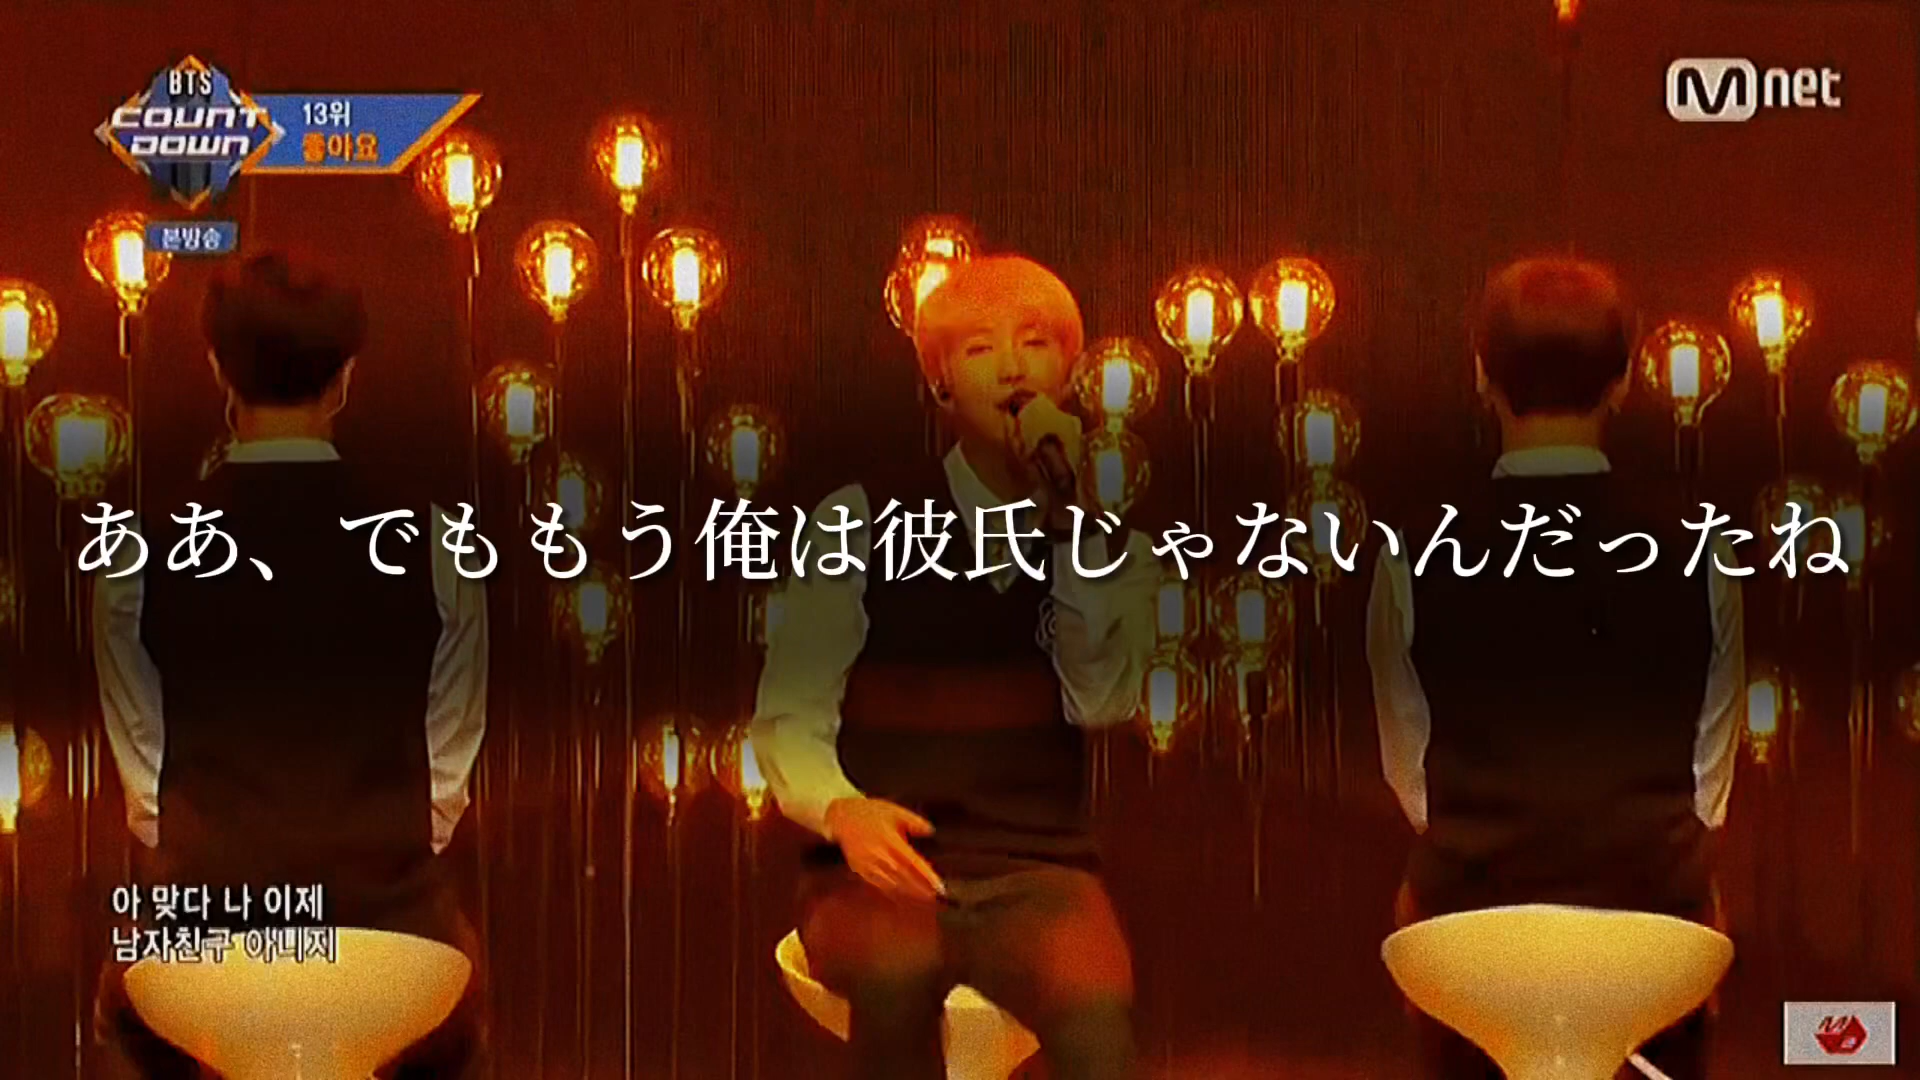 BTS
COUNT
DOWN
13위
좋아요
본방송
Mnet
ああ、でももう俺は彼氏じゃないんだったね
아 맞다 나 이제
남자친구 아니지